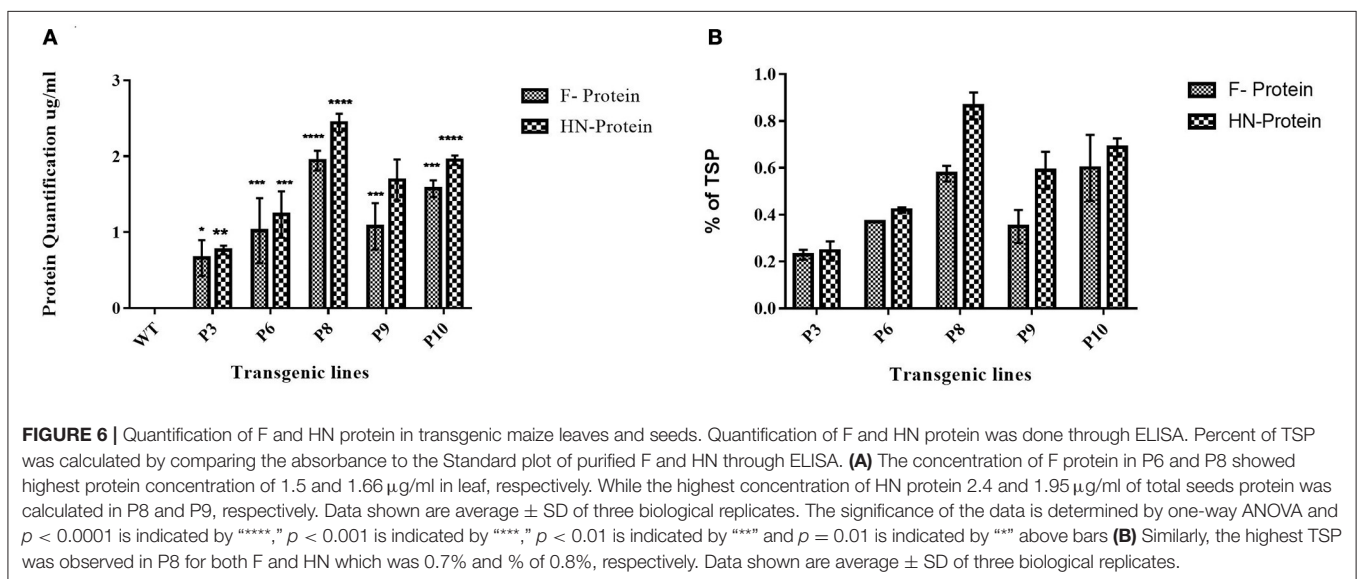 A
Protein Quantification ug/ml
3
2
1
0
*
**
***
***
****
****
***
***
****
WT
P3
P6
P8
P9
P10
Transgenic lines
F- Protein
HN-Protein
B
% of TSP
1.0
0.8
0.6
0.4
0.2
0.0
P3
P6
P8
P9
P10
Transgenic lines
F- Protein
HN-Protein
FIGURE 6 | Quantification of F and HN protein in transgenic maize leaves and seeds. Quantification of F and HN protein was done through ELISA. Percent of TSP
was calculated by comparing the absorbance to the Standard plot of purified F and HN through ELISA. (A) The concentration of F protein in P6 and P8 showed
highest protein concentration of 1.5 and 1.66 μg/ml in leaf, respectively. While the highest concentration of HN protein 2.4 and 1.95 μg/ml of total seeds protein was
calculated in P8 and P9, respectively. Data shown are average ± SD of three biological replicates. The significance of the data is determined by one-way ANOVA and
p < 0.0001 is indicated by “****,” p < 0.001 is indicated by “***,” p < 0.01 is indicated by “**” and p = 0.01 is indicated by “*” above bars (B) Similarly, the highest TSP
was observed in P8 for both F and HN which was 0.7% and % of 0.8%, respectively. Data shown are average ± SD of three biological replicates.